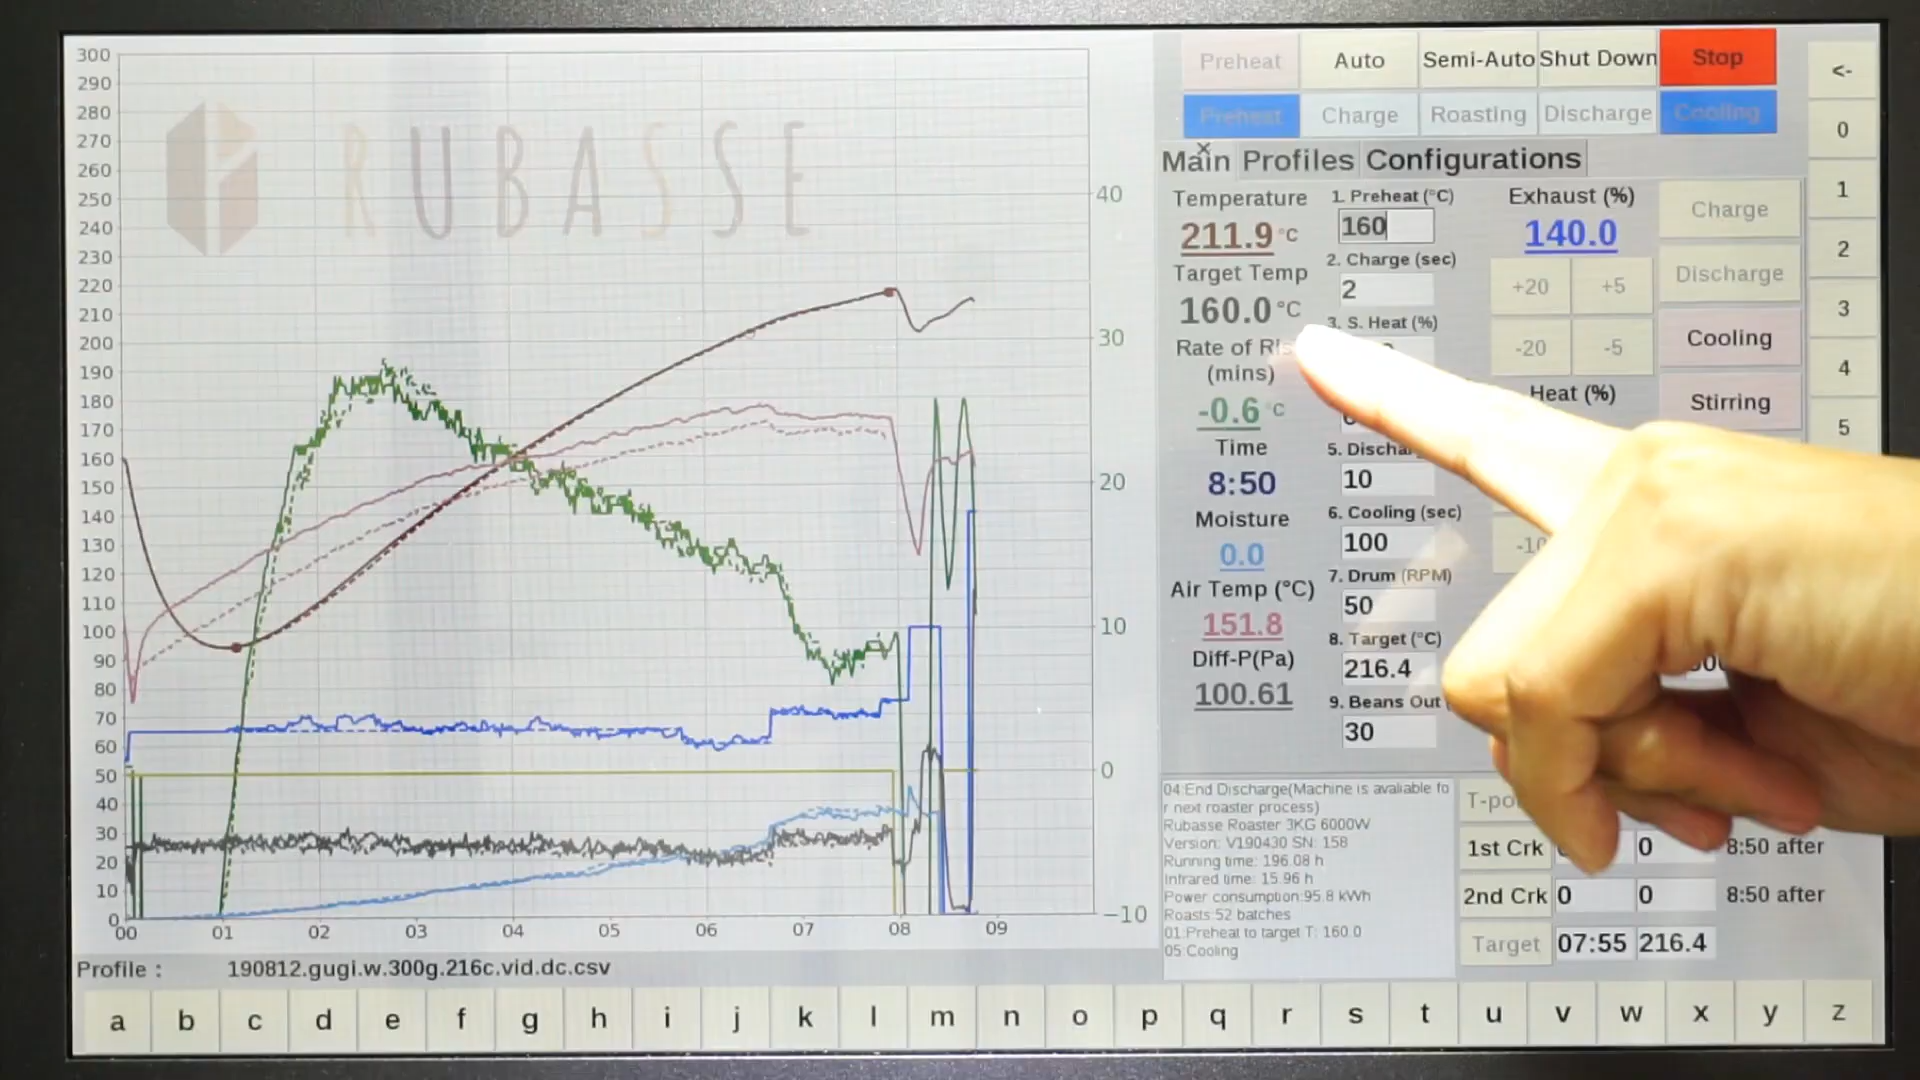 300
290
280
270
260
250
240
230
220
210
200
190
180
170
160
150
140
130
120
110
100
90
80
70
60
50
40
30
20
10
0
RUBASSE
40
30
20
10
0
-10
00 01 02 03 04 05 06 07 08 09
Profile : 190812.gugi.w.300g.216c.vid.dc.csv
Preheat Auto Semi-Auto Shut Down Stop
Preheat Charge Roasting Discharge Cooling
Main Profiles Configurations
Temperature
211.9 °C
Target Temp
160.0 °C
Rate of
(mins)
-0.6 °C
Time
8:50
Moisture
0.0
Air Temp (°C)
151.8
Diff-P(Pa)
100.61
1. Preheat (°C)
160
2. Charge (sec)
2
3. S. Heat (%)
5.
10
6. Cooling (sec)
100
7. Drum (RPM)
50
8. Target (°C)
216.4
9. Beans Out
30
Exhaust (%)
140.0
+20 +5
-20 -5
Heat (%)
Charge
Discharge
Cooling
Stirring
<-
0
1
2
3
4
5
04:End Discharge(Machine is avaliable fo
r next roaster process)
Rubasse Roaster 3KG 6000W
Version: V190430 SN: 158
Running time: 196.08 h
Infrared time: 15.96 h
Power consumption:95.8 kWh
Roasts:52 batches
01:Preheat to target T: 160.0
05:Cooling
1st Crk 0 8:50 after
2nd Crk 0 0 8:50 after
Target 07:55 216.4
a b c d e f g h i j k l m n o p q r s t u v w x y z